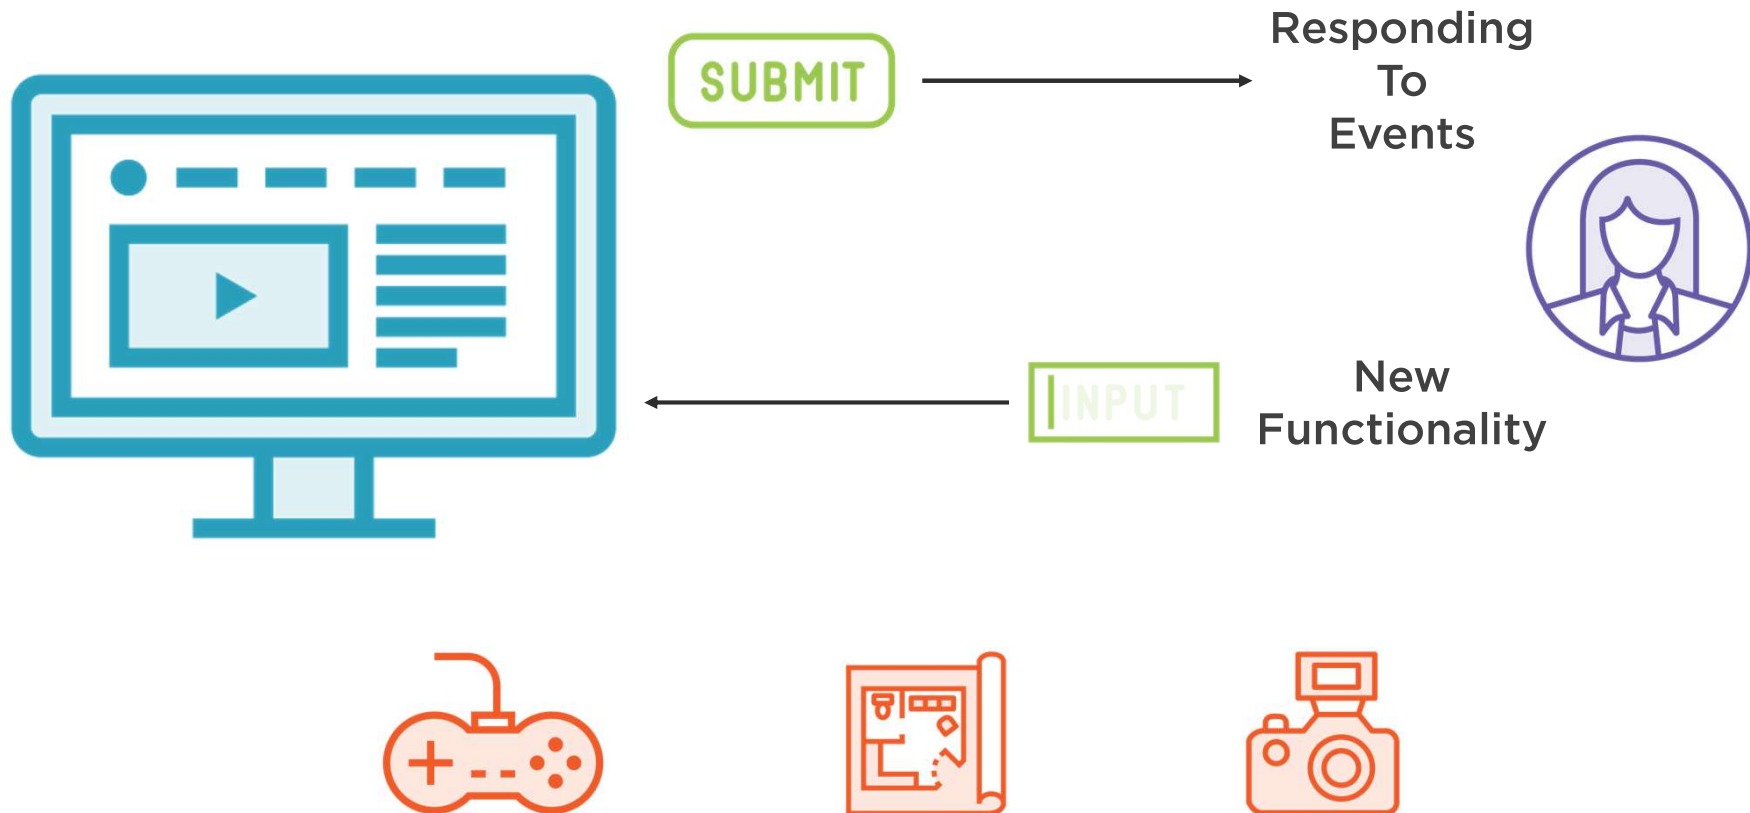 SUBMIT
Responding
To
Events
INPUT
New
Functionality